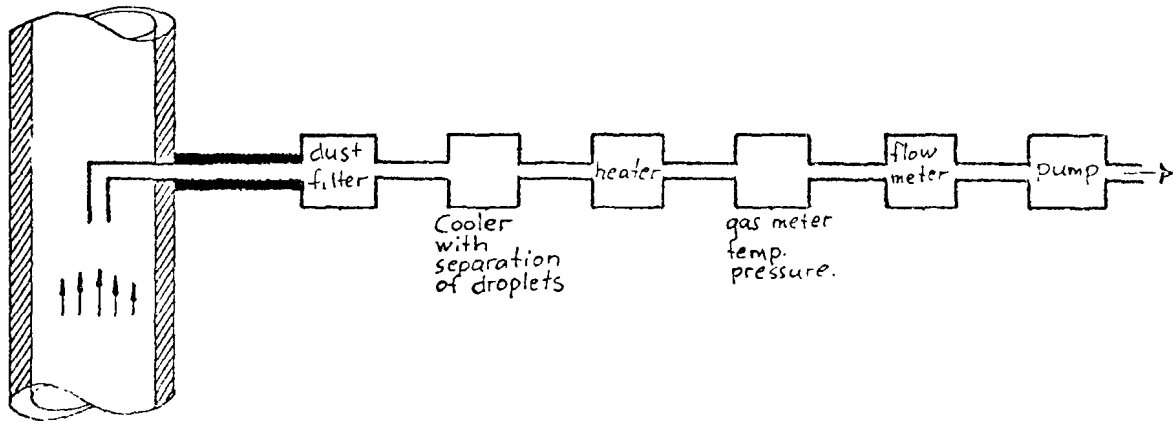 dust
filter
Cooler
with
separation
of droplets
heater
gas meter
temp.
pressure.
flow
meter
pump